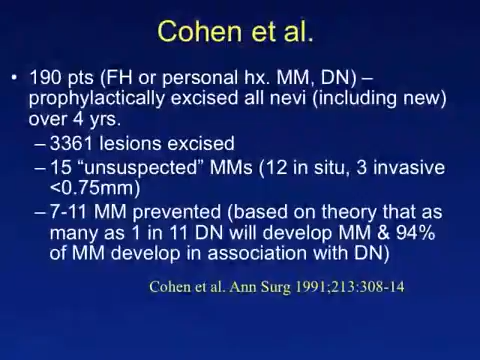 Cohen et al.
• 190 pts (FH or personal hx. MM, DN) –
prophylactically excised all nevi (including new)
over 4 yrs.
– 3361 lesions excised
– 15 “unsuspected” MMs (12 in situ, 3 invasive
<0.75mm)
– 7-11 MM prevented (based on theory that as
many as 1 in 11 DN will develop MM & 94%
of MM develop in association with DN)
Cohen et al. Ann Surg 1991;213:308-14